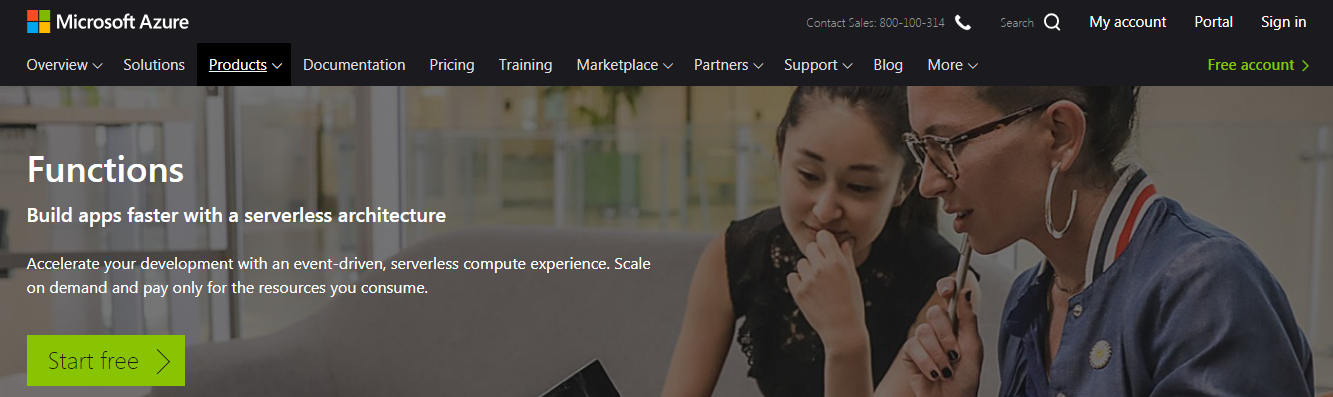 Microsoft Azure
Contact Sales: 800-100-314
Search
My account
Portal
Sign in
Overview
Solutions
Products
Documentation
Pricing
Training
Marketplace
Partners
Support
Blog
More
Free account
Functions
Build apps faster with a serverless architecture
Accelerate your development with an event-driven, serverless compute experience. Scale
on demand and pay only for the resources you consume.
Start free